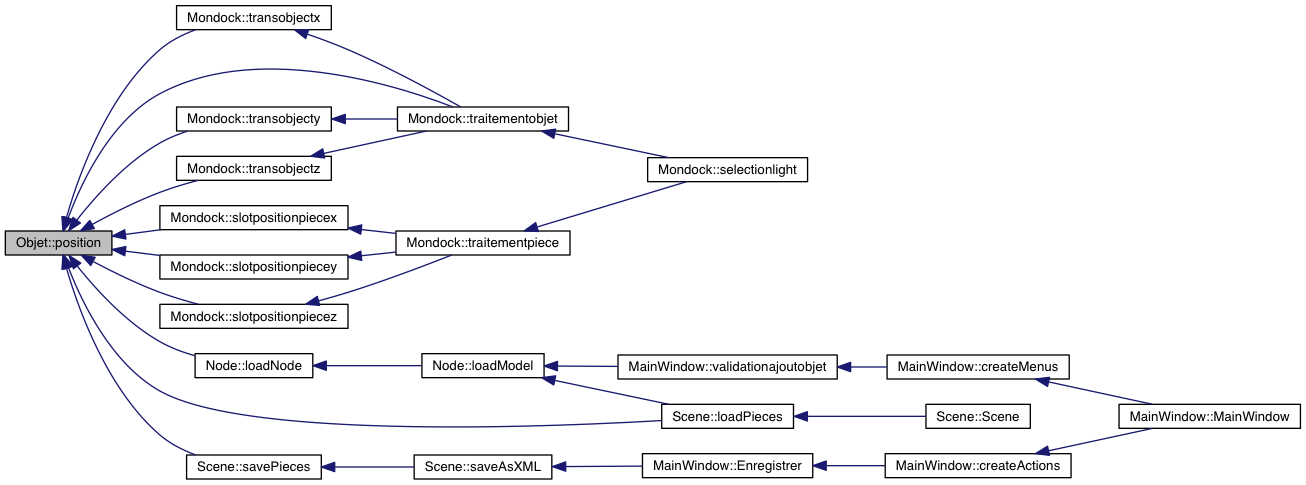 Mondock::transobjectx
Mondock::transobjecty
Mondock::traitementobjet
Mondock::transobjectz
Mondock::selectionlight
Mondock::slotpositionpiecex
Objet::position
Mondock::traitementpiece
Mondock::slotpositionpiecey
Mondock::slotpositionpiecez
Node::loadNode
Node::loadModel
MainWindow::validationajoutobjet
MainWindow::createMenus
Scene::loadPieces
Scene::Scene
MainWindow::MainWindow
Scene::savePieces
Scene::saveAsXML
MainWindow::Enregistrer
MainWindow::createActions